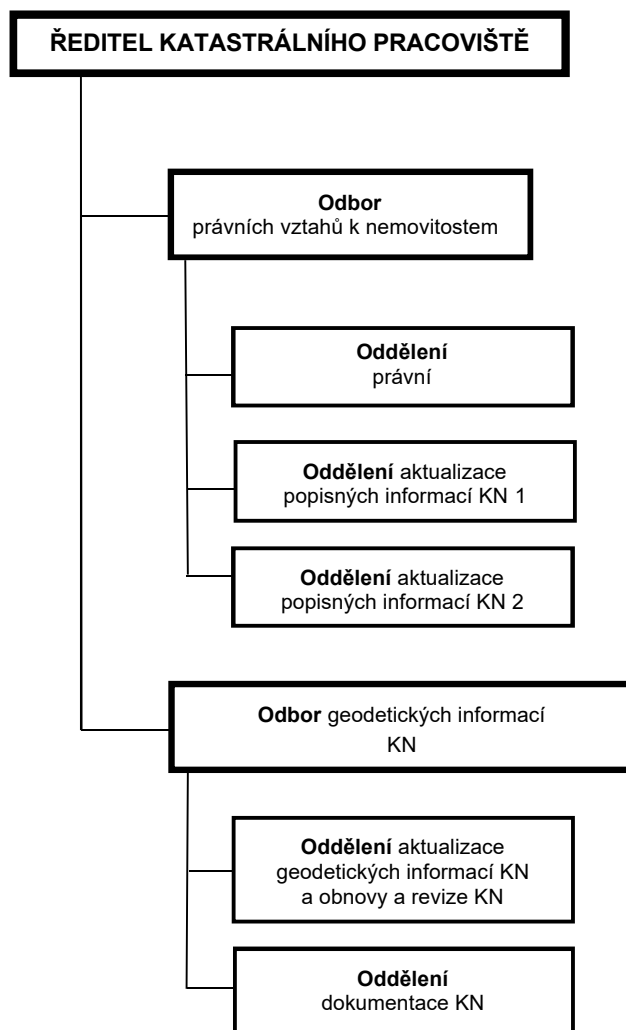 ŘEDITEL KATASTRÁLNÍHO PRACOVIŠTĚ
Odbor
právních vztahů k nemovitostem
Oddělení
právní
Oddělení aktualizace
popisných informací KN 1
Oddělení aktualizace
popisných informací KN 2
Odbor geodetických informací
KN
Oddělení aktualizace
geodetických informací KN
a obnovy a revize KN
Oddělení
dokumentace KN